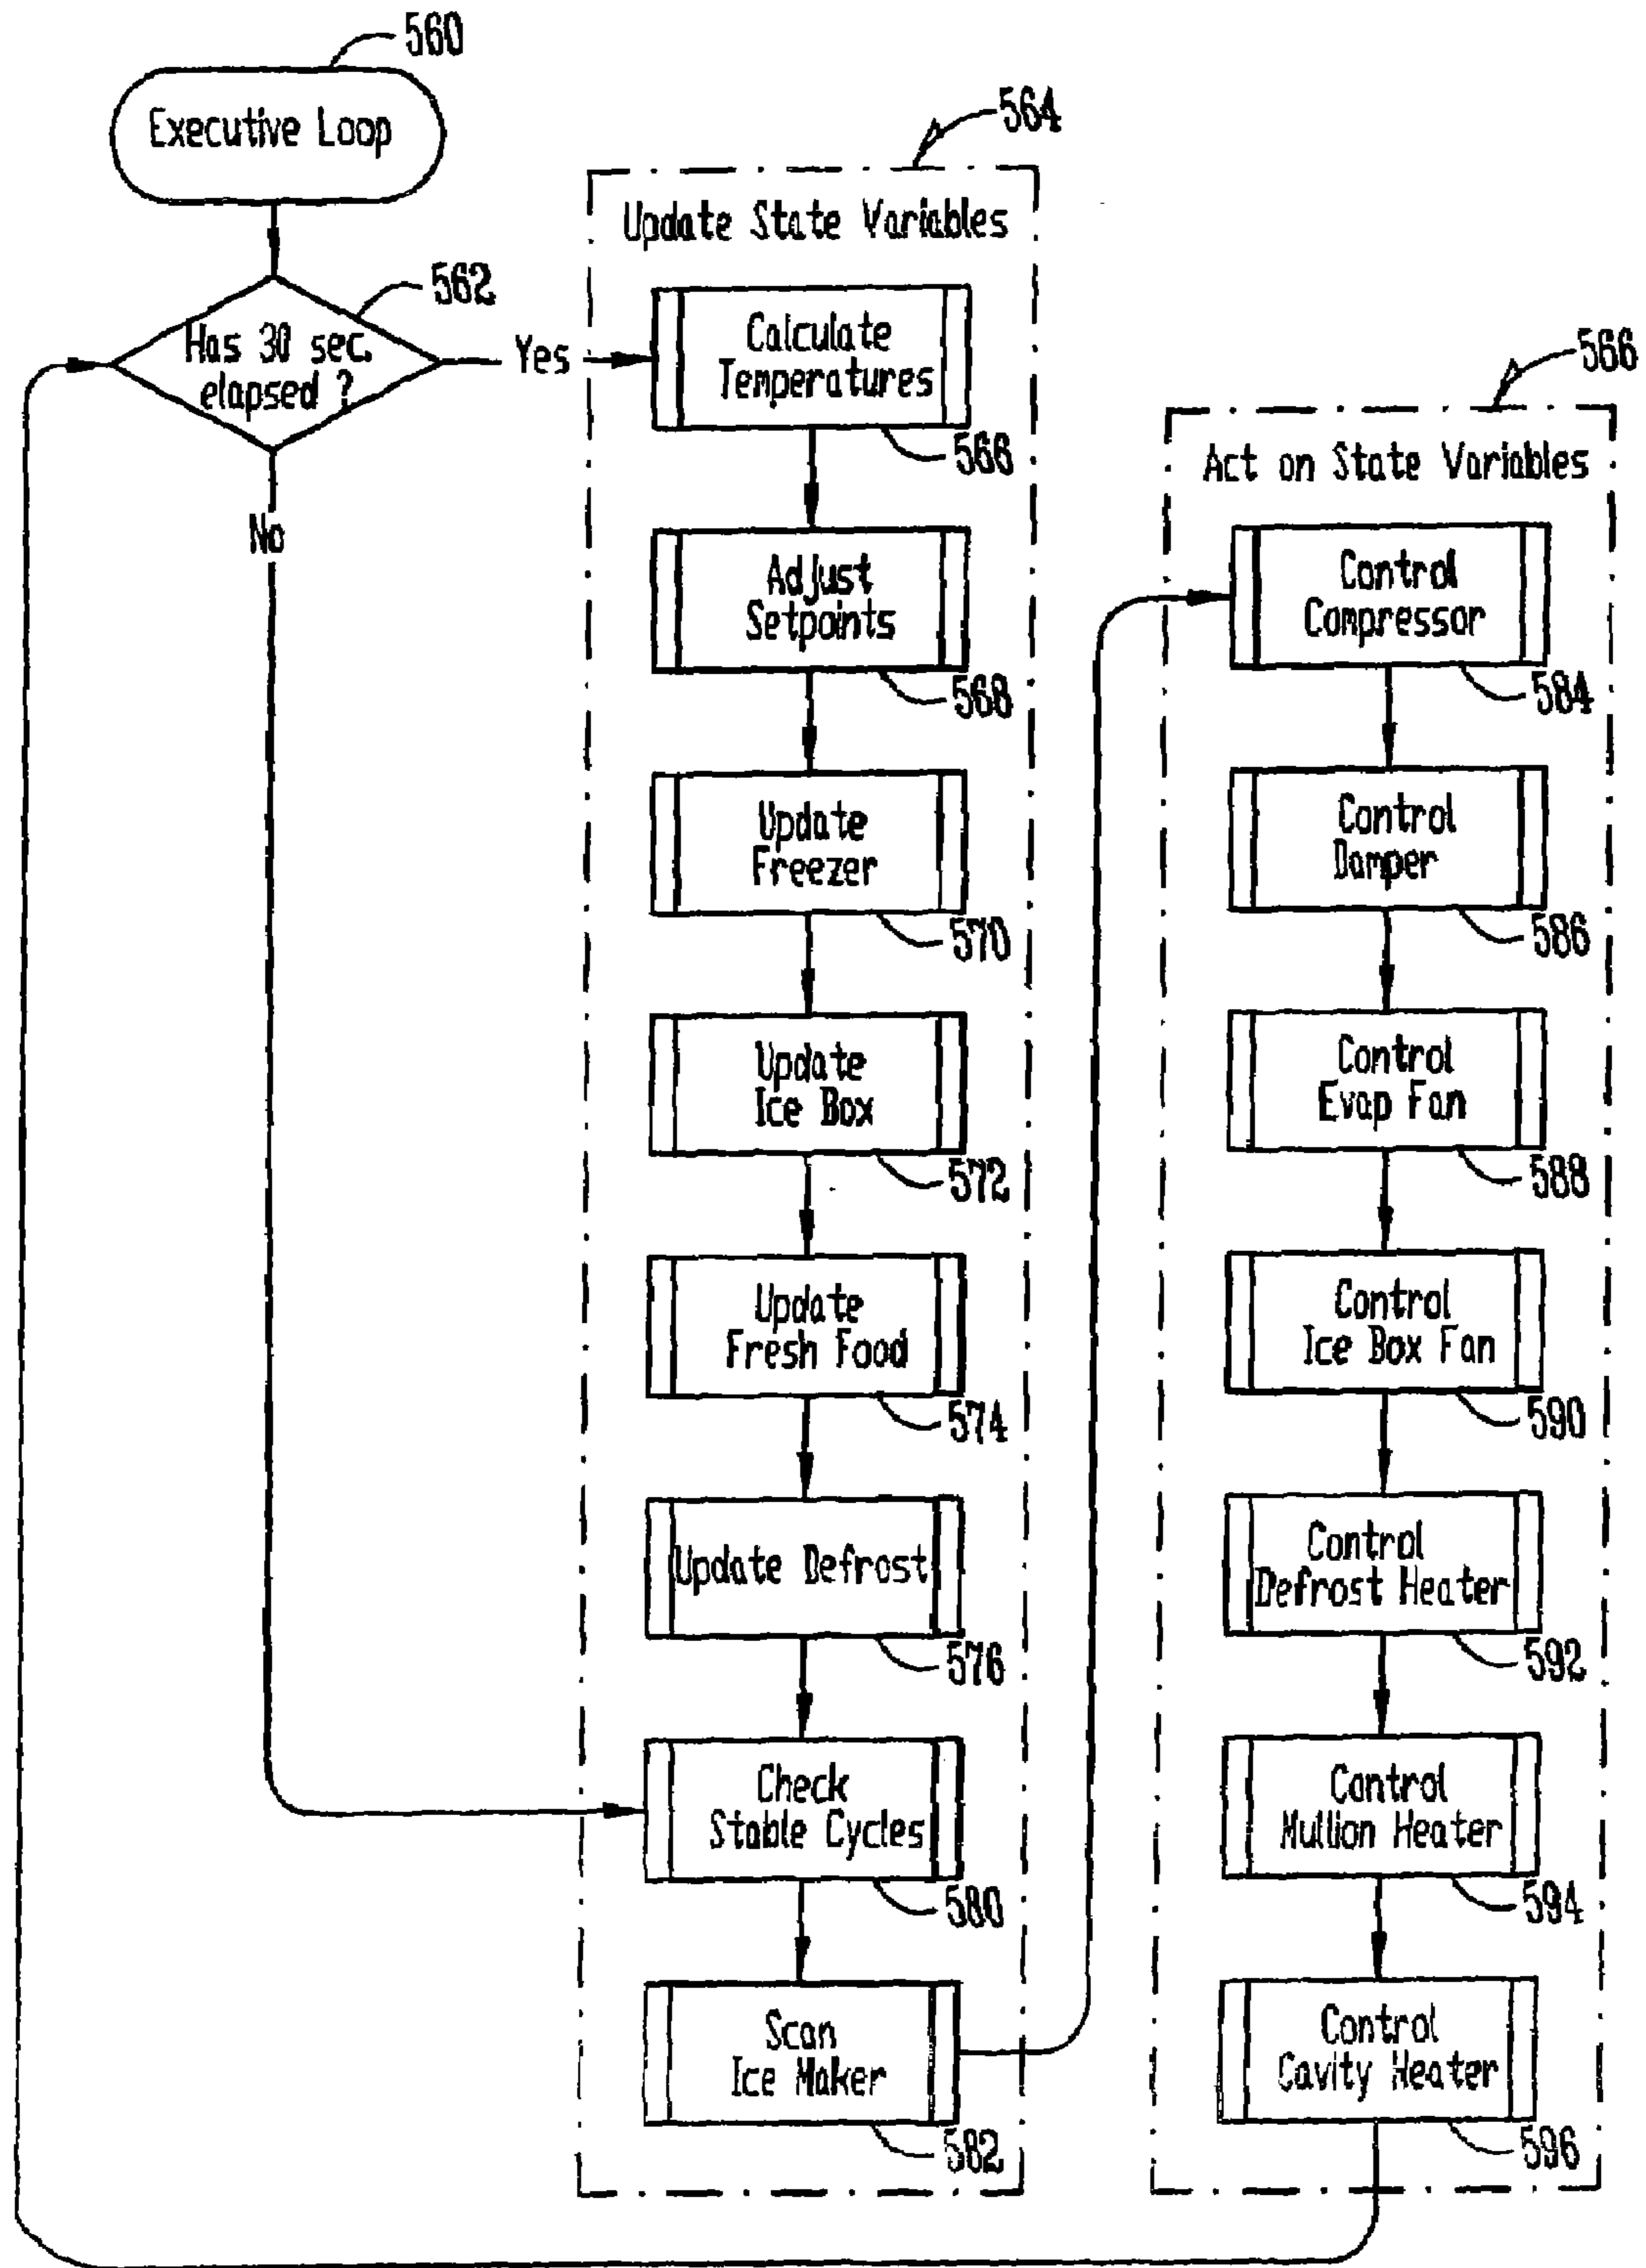 560
Executive Loop
562
Has 30 sec.
elapsed ?
Yes
No
564
Update State Variables
Calculate
Temperatures
566
Adjust
Setpoints
568
Update
Freezer
570
Update
Ice Box
572
Update
Fresh Food
574
Update Defrost
576
Check
Stable Cycles
580
Scan
Ice Maker
582
566
Act on State Variables
Control
Compressor
584
Control
Damper
586
Control
Evap Fan
588
Control
Ice Box Fan
590
Control
Defrost Heater
592
Control
Mullion Heater
594
Control
Cavity Heater
596